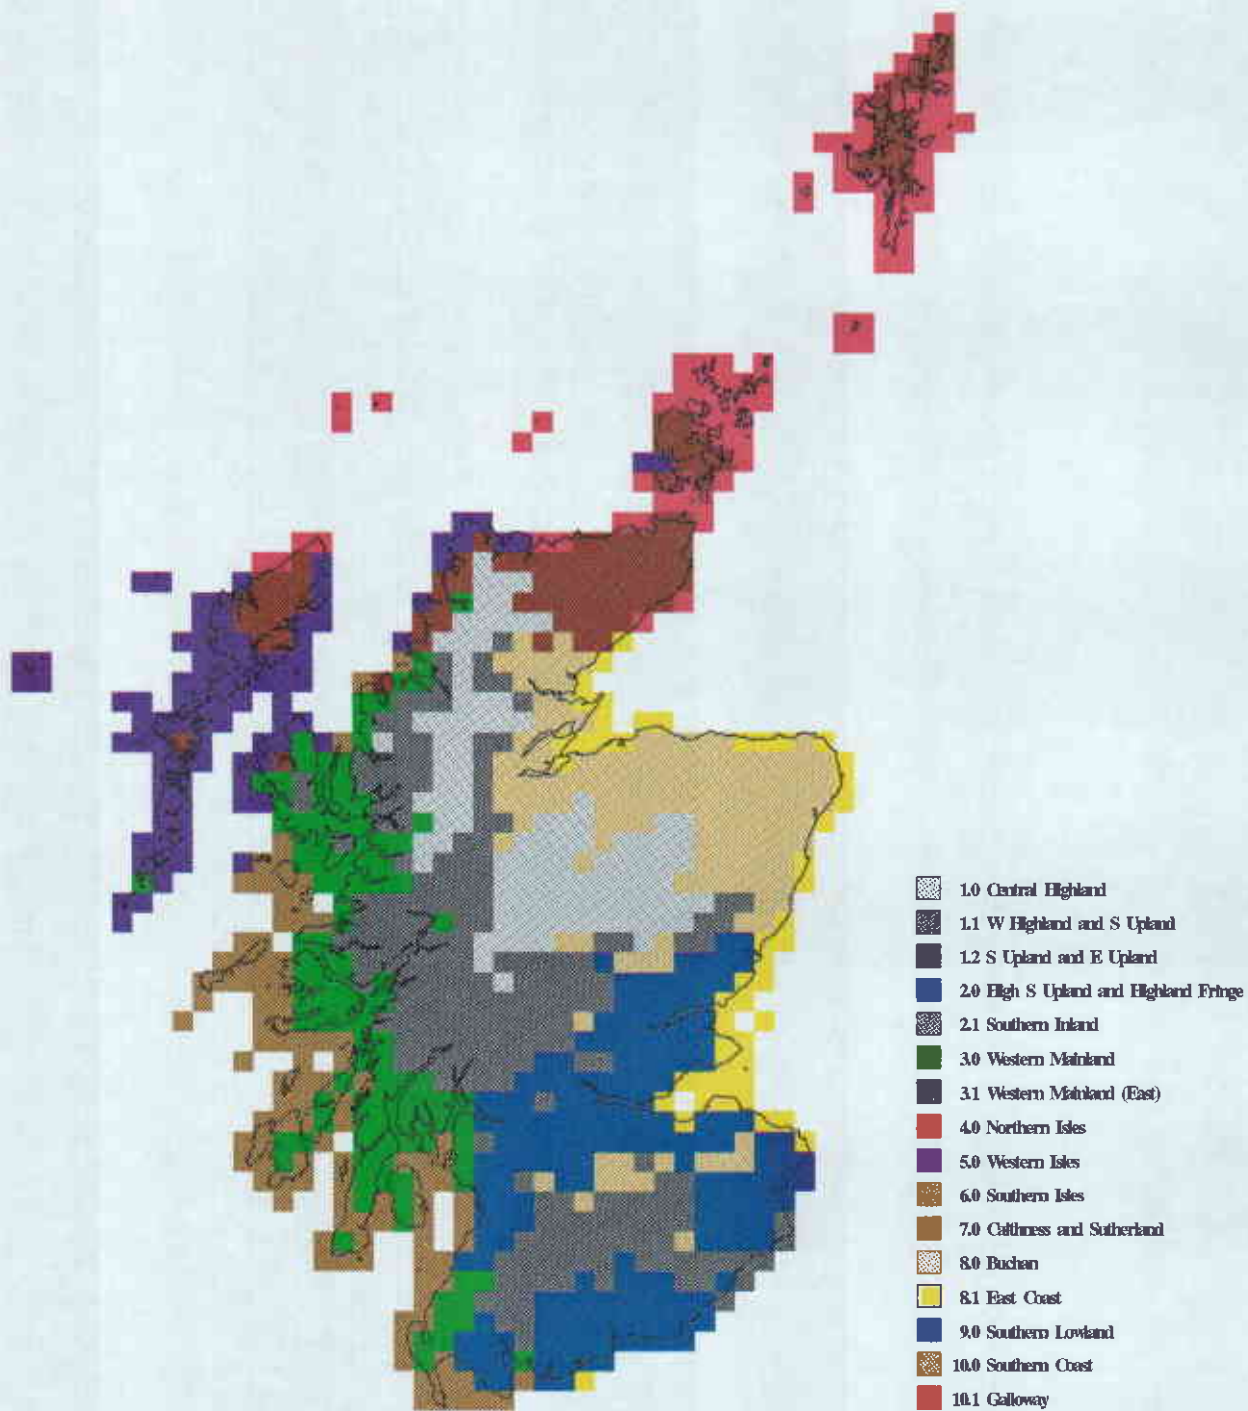 1.0 Central Highland
1.1 W Highland and S Upland
1.2 S Upland and E Upland
2.0 High S Upland and Highland Fringe
2.1 Southern Inland
3.0 Western Mainland
3.1 Western Mainland (East)
4.0 Northern Isles
5.0 Western Isles
6.0 Southern Isles
7.0 Caithness and Sutherland
8.0 Buchan
8.1 East Coast
9.0 Southern Lowland
10.0 Southern Coast
10.1 Galloway